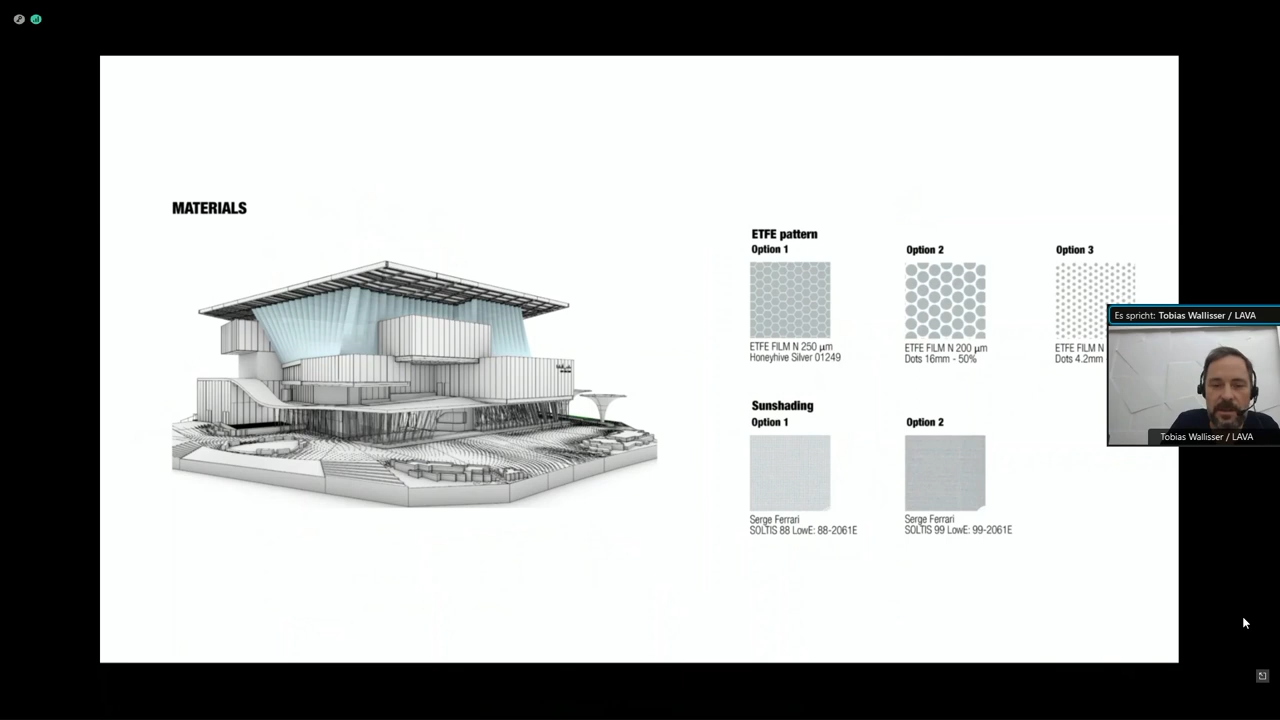 MATERIALS
ETFE pattern
Option 1
Option 2
Option 3
ETFE FILM N 250 µm
Honeyhive Silver 01249
ETFE FILM N 200 µm
Dots 16mm - 50%
ETFE FILM N
Dots 4.2mm
Es spricht: Tobias Wallisser / LAVA
Tobias Wallisser / LAVA
Sunshading
Option 1
Option 2
Serge Ferrari
SOLTIS 88 LowE: 88-2061E
Serge Ferrari
SOLTIS 99 LowE: 99-2061E